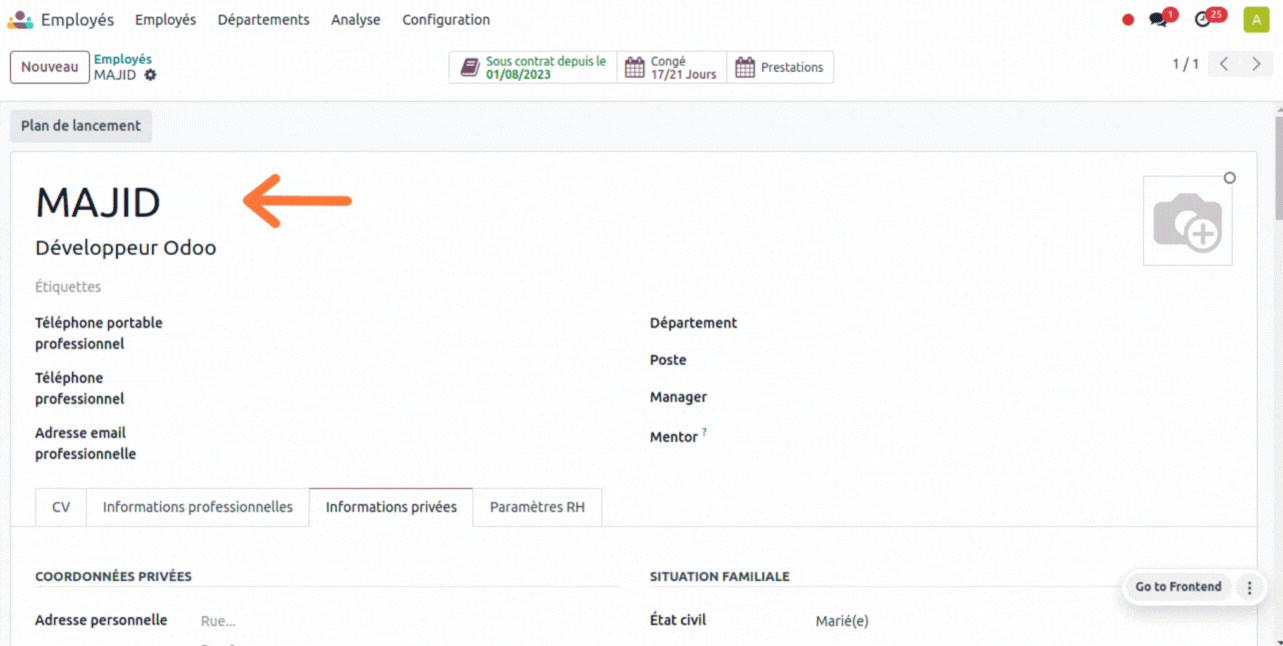 Employés Employés Départements Analyse Configuration 1 25 A
Nouveau
Employés
MAJID
Sous contrat depuis le
01/08/2023
Congé
17/21 Jours
Prestations
1 / 1
Plan de lancement
MAJID
Développeur Odoo
Étiquettes
Téléphone portable
professionnel
Téléphone
professionnel
Adresse email
professionnelle
Département
Poste
Manager
Mentor ?
CV Informations professionnelles Informations privées Paramètres RH
COORDONNÉES PRIVÉES
Adresse personnelle Rue...
SITUATION FAMILIALE
État civil Marié(e)
Go to Frontend